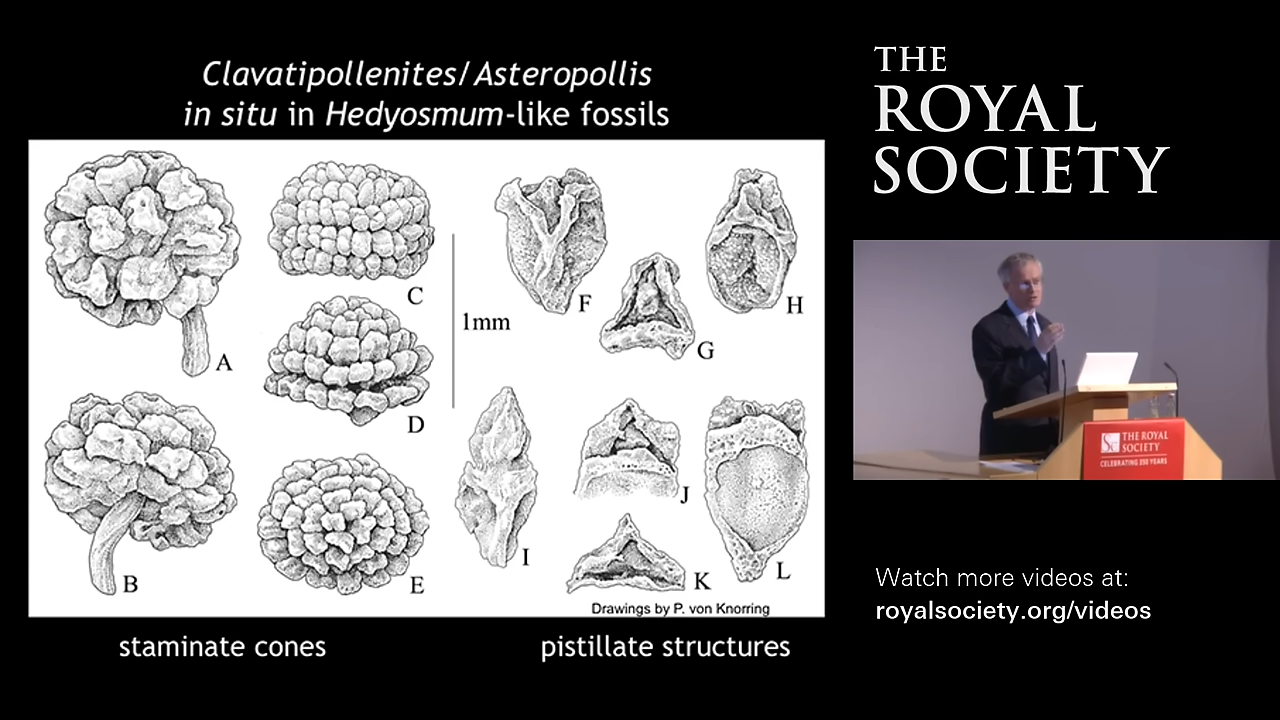 Clavatipollenites/Asteropollis
in situ in Hedyosmum-like fossils
A
B
C
D
E
1mm
F
G
H
I
J
K
L
Drawings by P. von Knorring
staminate cones
pistillate structures
THE
ROYAL
SOCIETY
THE ROYAL
SOCIETY
CELEBRATING 350 YEARS
Watch more videos at:
royalsociety.org/videos